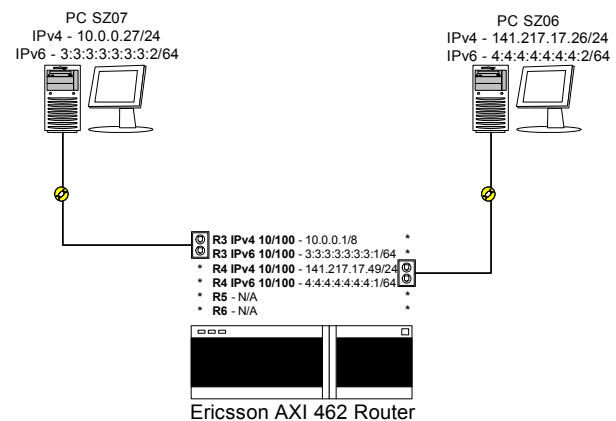 PC SZ07
IPv4 - 10.0.0.27/24
IPv6 - 3:3:3:3:3:3:3:2/64
PC SZ06
IPv4 - 141.217.17.26/24
IPv6 - 4:4:4:4:4:4:4:2/64
R3 IPv4 10/100 - 10.0.0.1/8 *
R3 IPv6 10/100 - 3:3:3:3:3:3:3:1/64 *
* R4 IPv4 10/100 - 141.217.17.49/24
* R4 IPv6 10/100 - 4:4:4:4:4:4:4:1/64
* R5 - N/A *
* R6 - N/A *
Ericsson AXI 462 Router